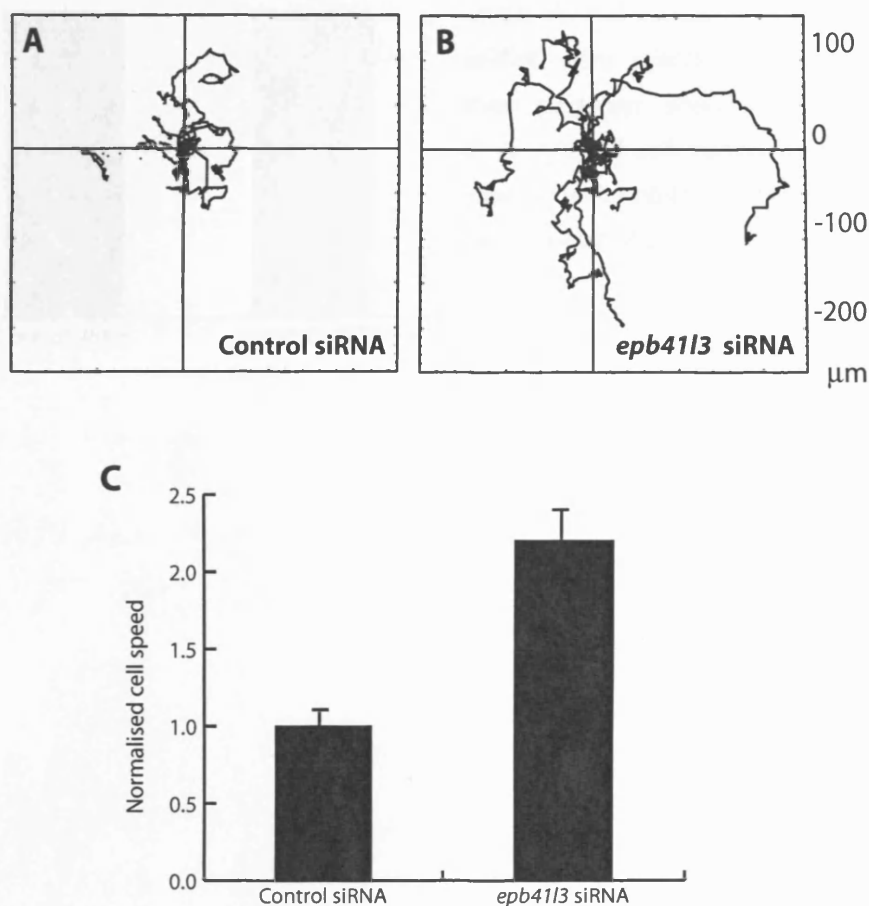 A
B
100
0
-100
-200
μm
Control siRNA
epb41l3 siRNA
C
Normalised cell speed
2.5
2.0
1.5
1.0
0.5
0.0
Control siRNA
epb41l3 siRNA